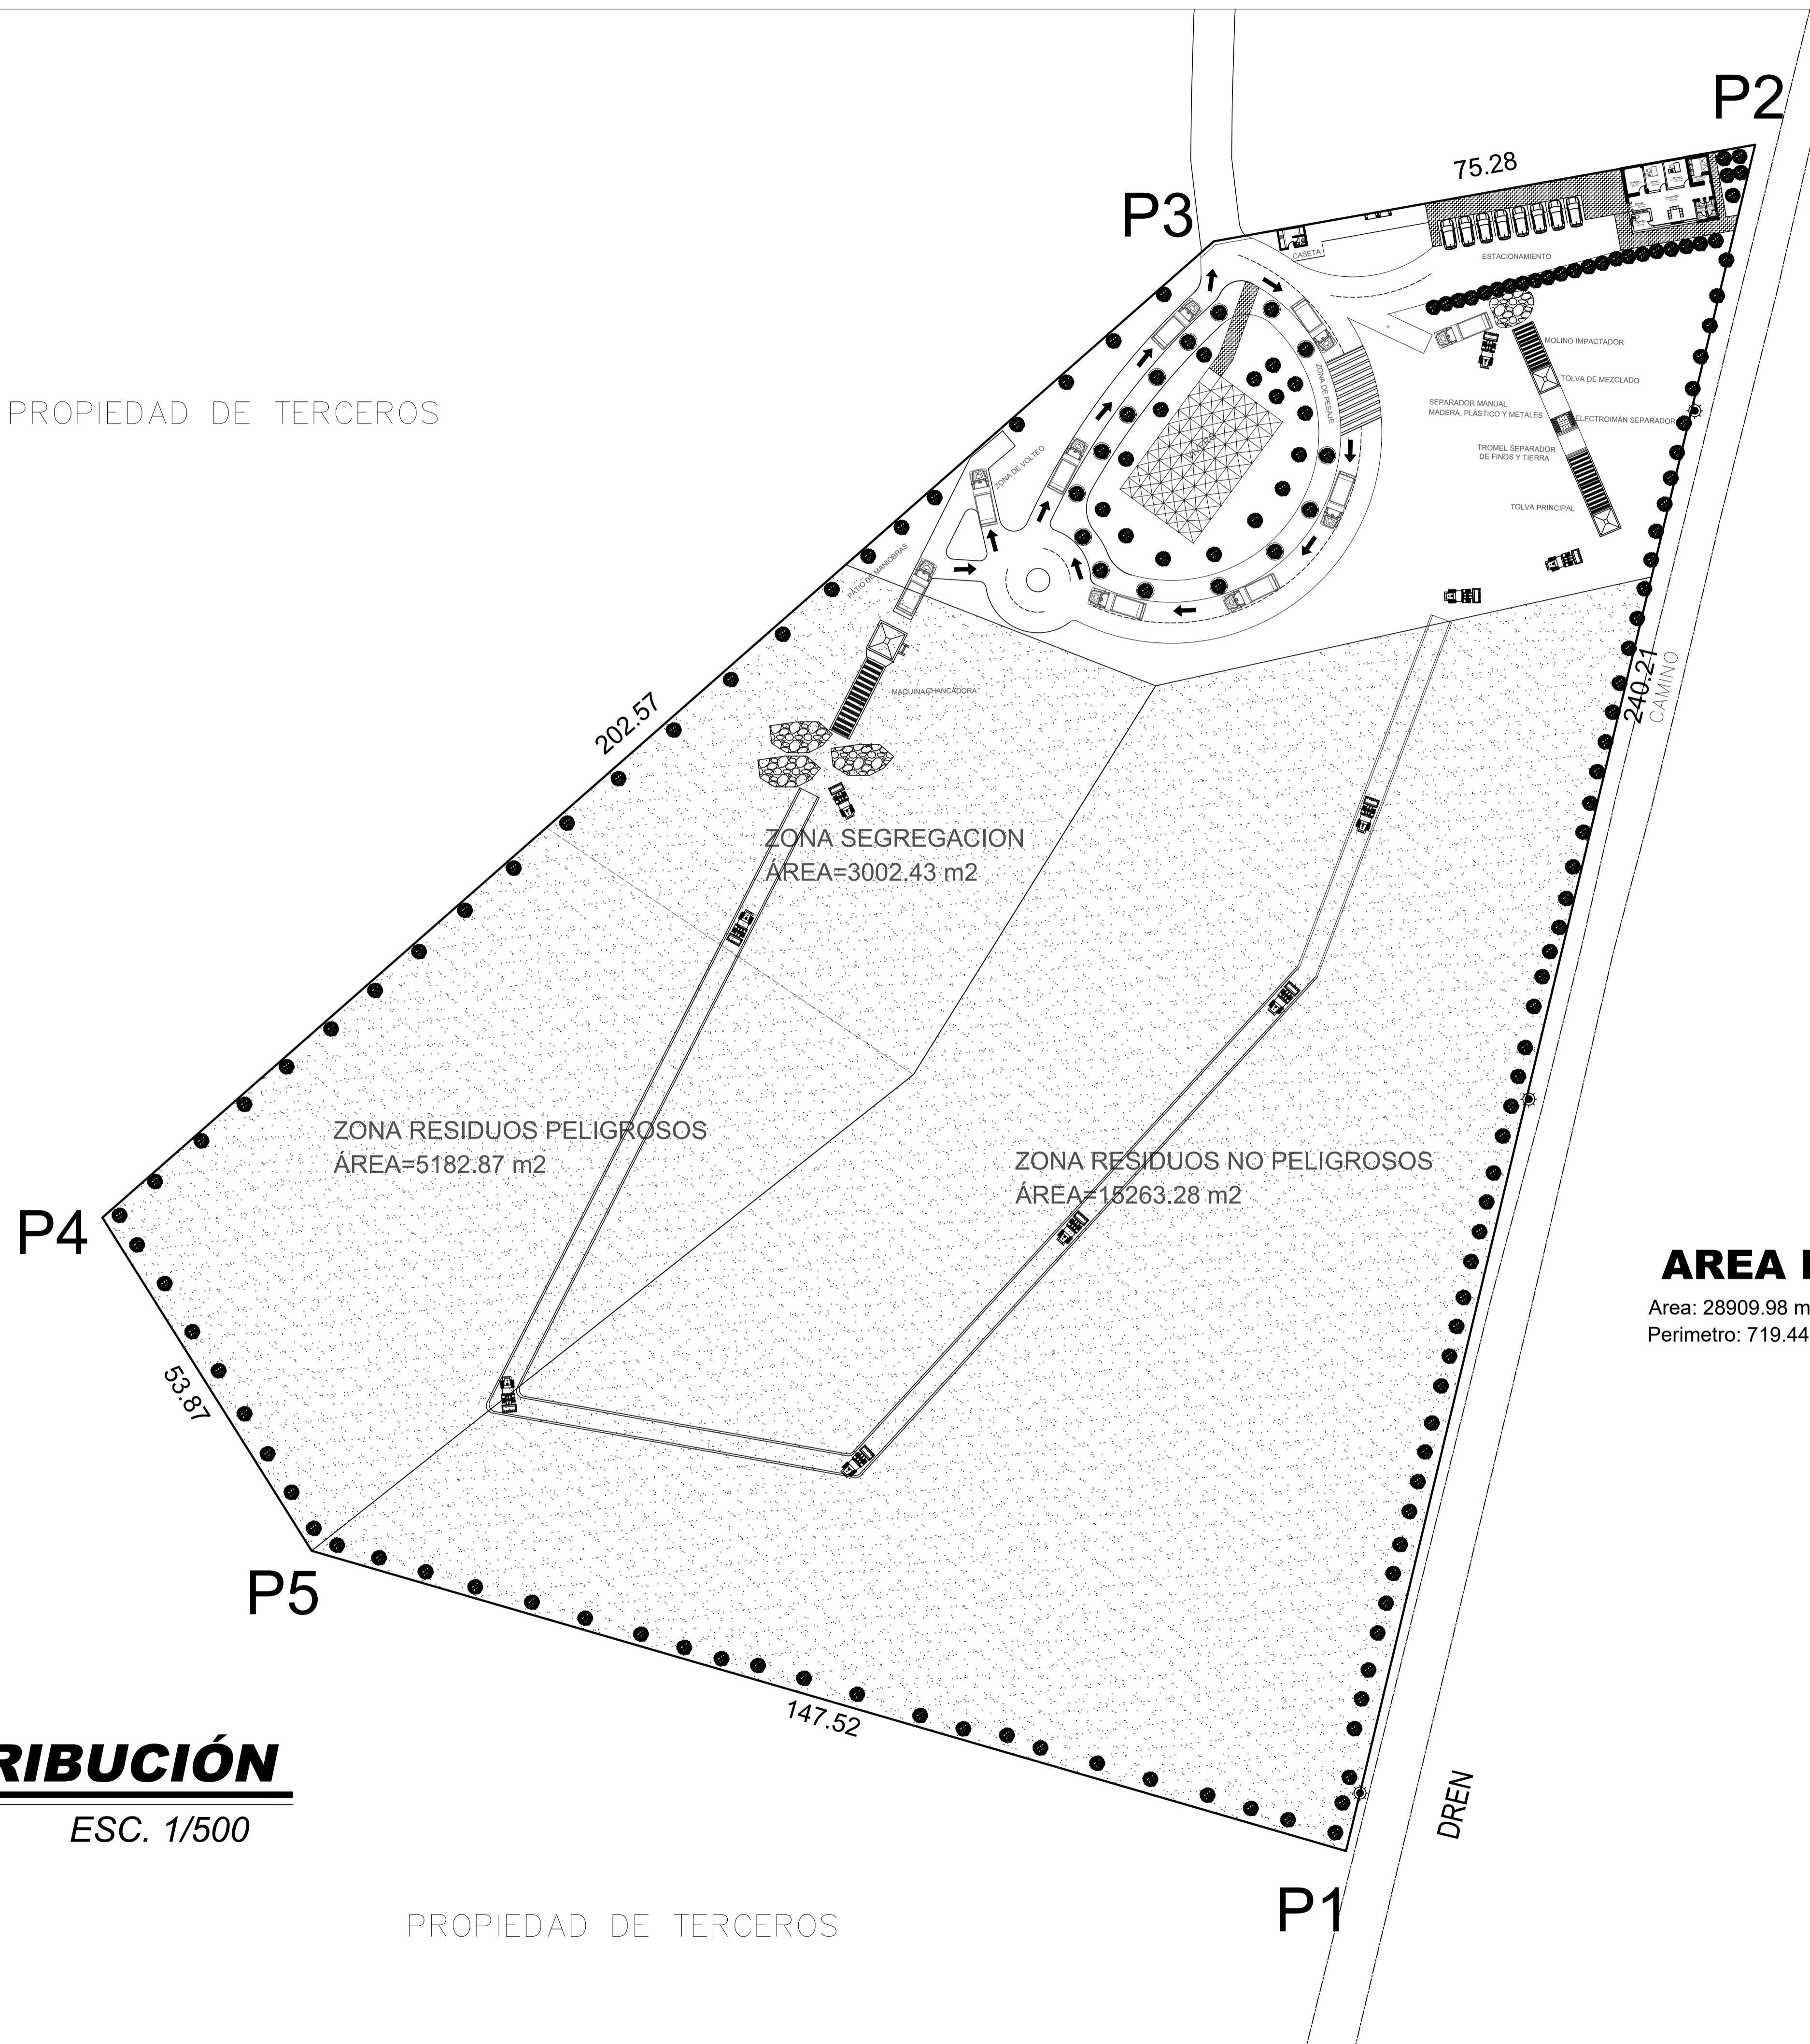 P2
75.28
P3
CASETA
ESTACIONAMIENTO
MOLINO IMPACTADOR
TOLVA DE MEZCLADO
ZONA DE PESAJE
SEPARADOR MANUAL
MADERA, PLÁSTICO Y METALES
ELECTROIMÁN SEPARADOR
PROPIEDAD DE TERCEROS
VIVERO
TROMEL SEPARADOR
DE FINOS Y TIERRA
ZONA DE VOLTEO
TOLVA PRINCIPAL
PATIO DE MANIOBRAS
240.21
CAMINO
MAQUINA CHANCADORA
202.57
ZONA SEGREGACION
ÁREA=3002.43 m2
ZONA RESIDUOS PELIGROSOS
ÁREA=5182.87 m2
ZONA RESIDUOS NO PELIGROSOS
ÁREA=15263.28 m2
P4
AREA
Area: 28909.98 m
Perimetro: 719.44
53.87
P5
147.52
RIBUCIÓN
ESC. 1/500
DREN
P1
PROPIEDAD DE TERCEROS